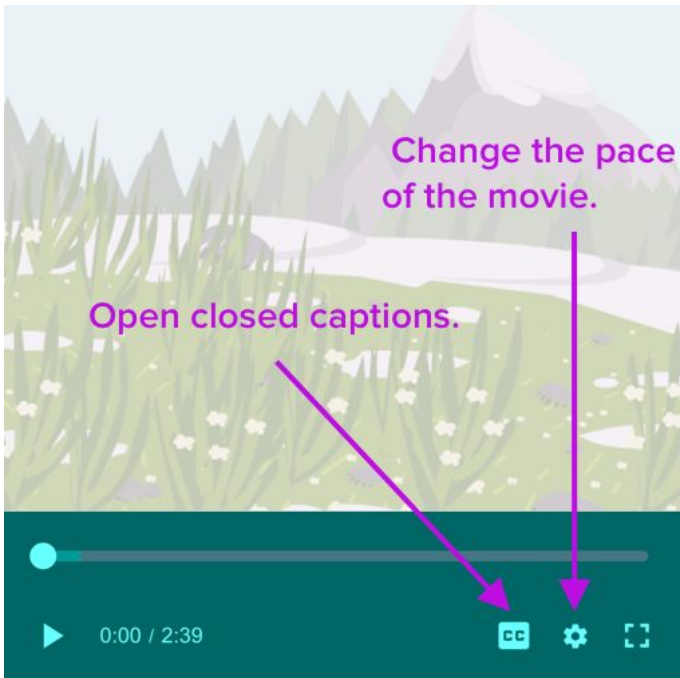 Change the pace
of the movie.
Open closed captions.
0:00 / 2:39
CC